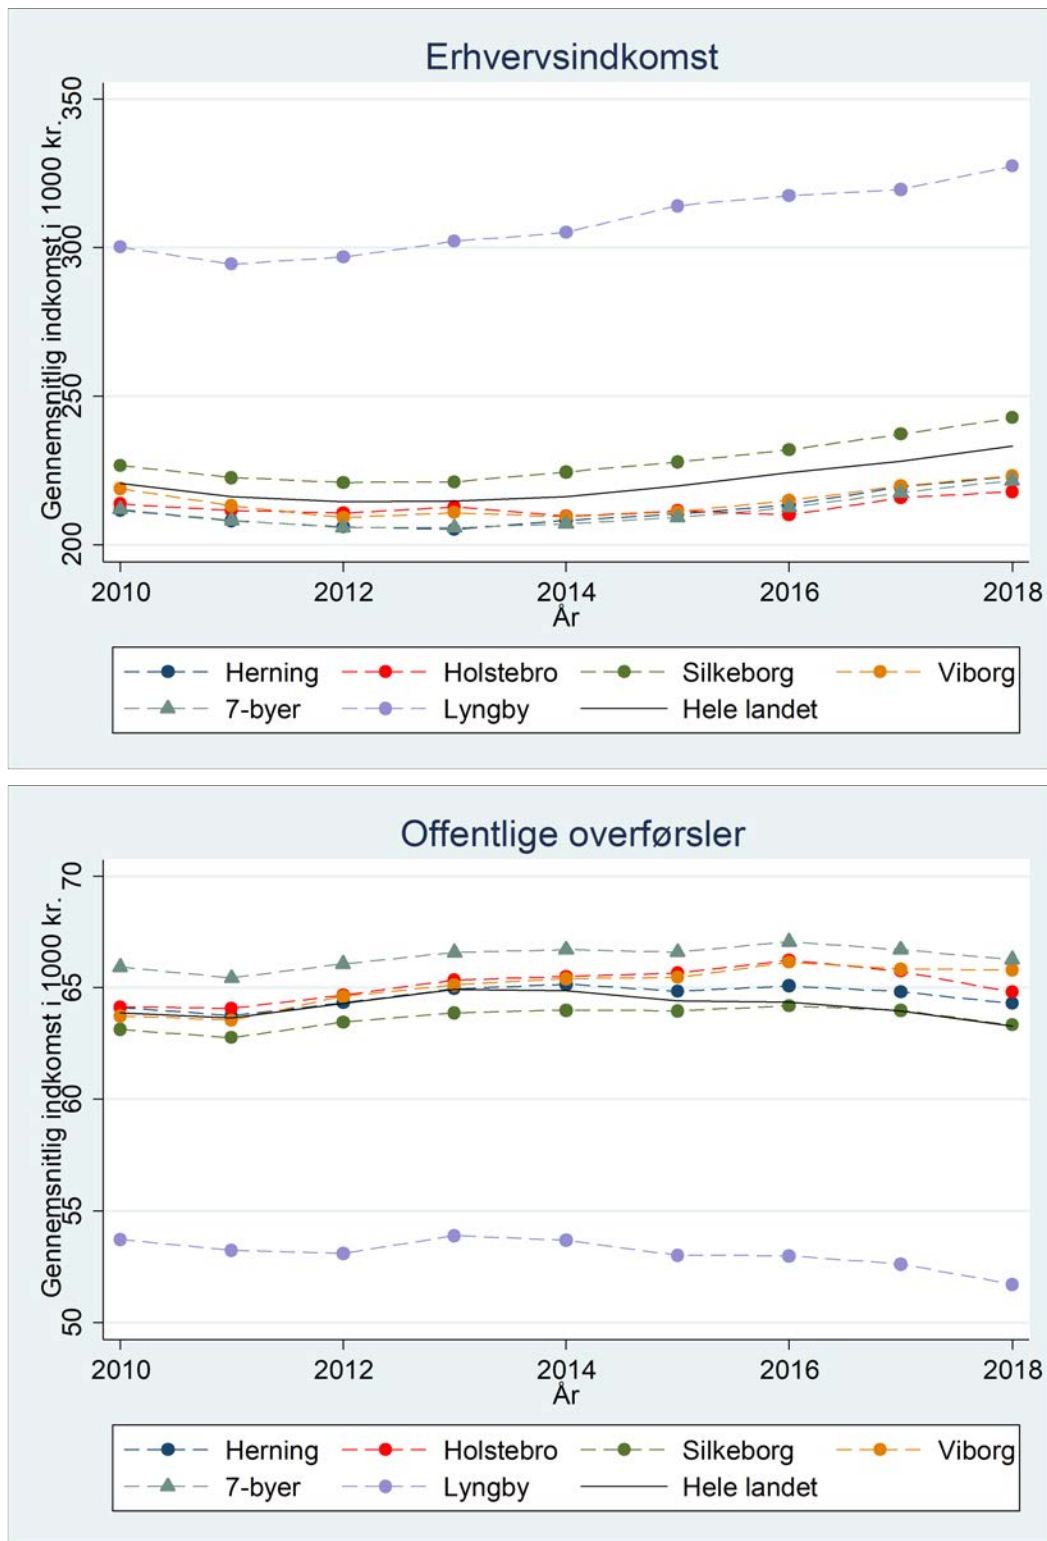 Erhvervsindkomst
Gennemsnitlig indkomst i 1000 kr.
350
300
250
200
2010 2012 2014 2016 2018
År
Herning Holstebro Silkeborg Viborg
7-byer Lyngby Hele landet
Offentlige overførsler
Gennemsnitlig indkomst i 1000 kr.
70
65
60
55
50
2010 2012 2014 2016 2018
År
Herning Holstebro Silkeborg Viborg
7-byer Lyngby Hele landet